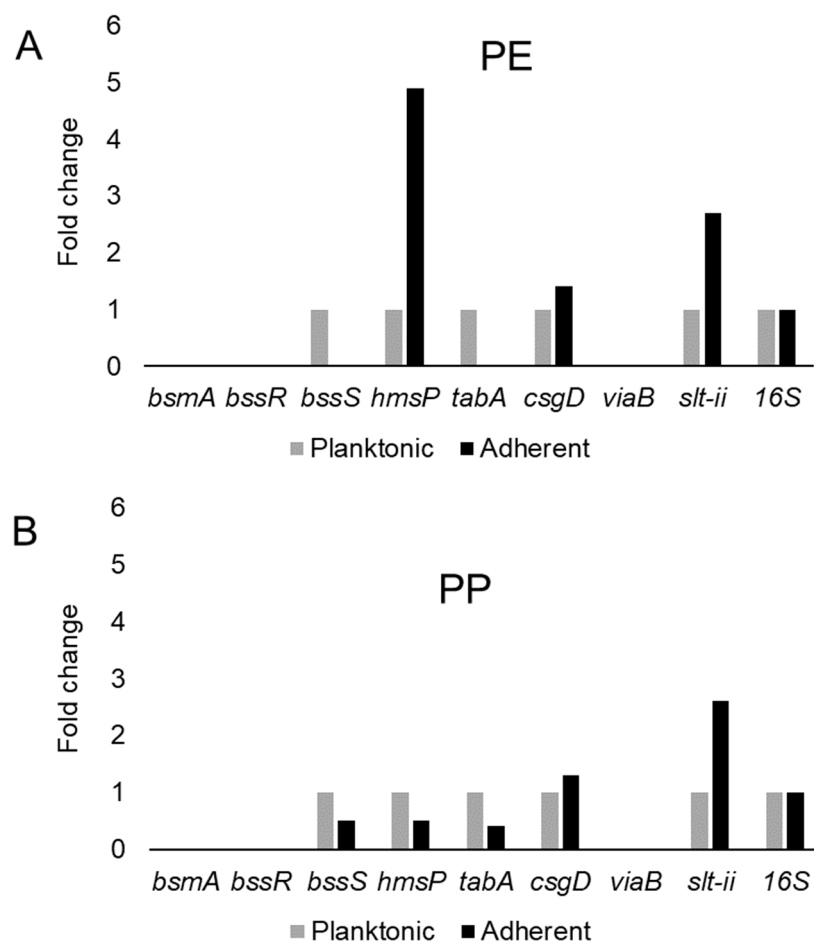 A
PE
Fold change
6
5
4
3
2
1
0
bsmA bssR bssS hmsP tabA csgD viaB slt-ii 16S
Planktonic Adherent
B
PP
Fold change
6
5
4
3
2
1
0
bsmA bssR bssS hmsP tabA csgD viaB slt-ii 16S
Planktonic Adherent